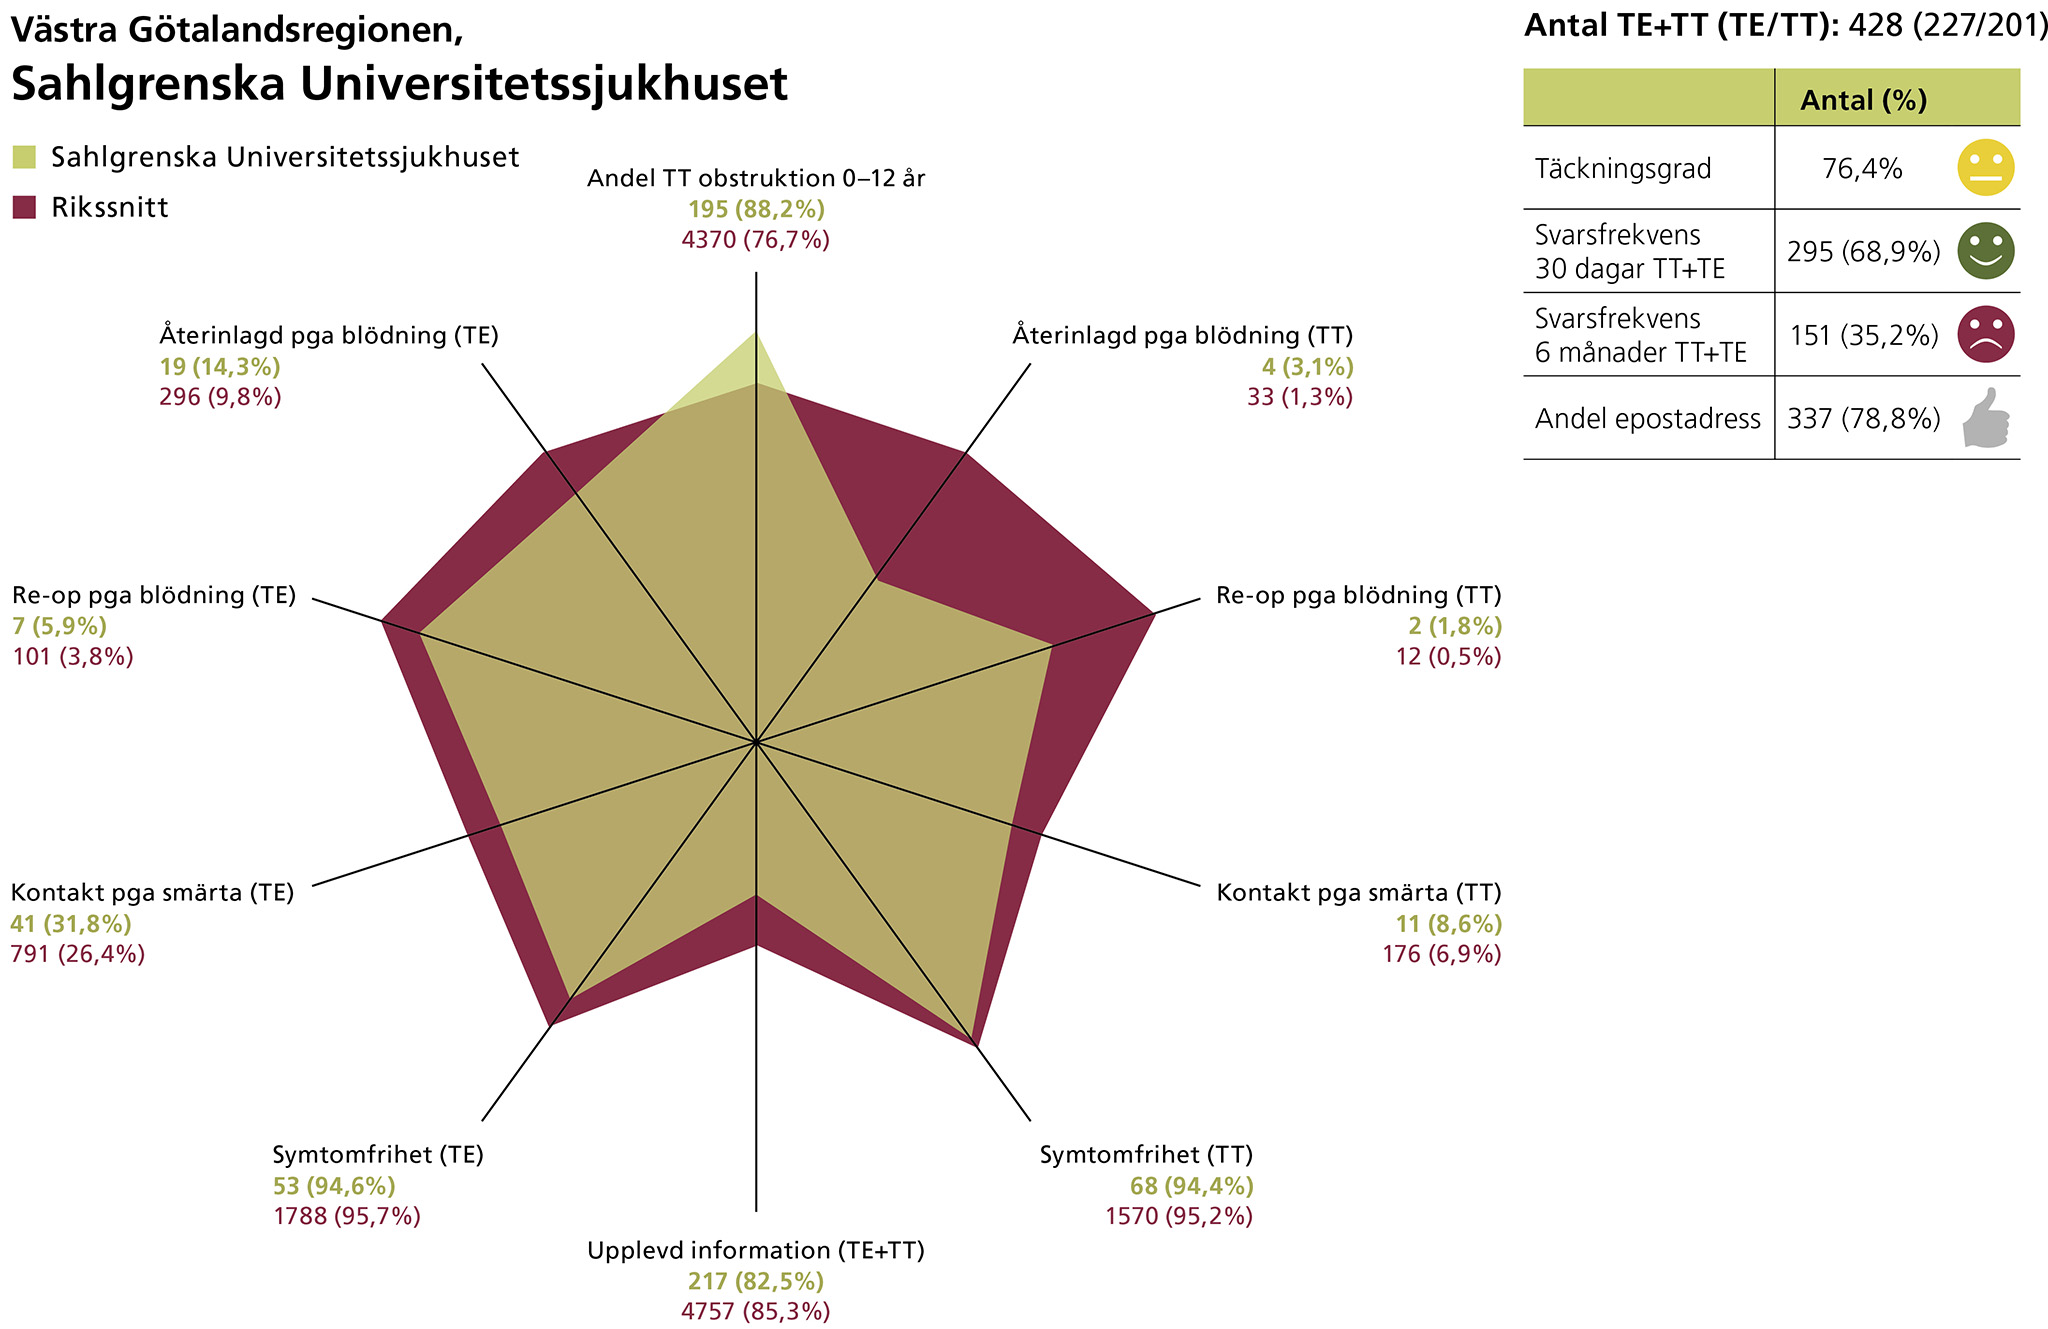 Västra Götalandsregionen,
Sahlgrenska Universitetssjukhuset
Sahlgrenska Universitetssjukhuset
Rikssnitt
Antal TE+TT (TE/TT): 428 (227/201)
Antal (%)
Täckningsgrad
76,4%
Svarsfrekvens
30 dagar TT+TE
295 (68,9%)
Svarsfrekvens
6 månader TT+TE
151 (35,2%)
Andel epostadress
337 (78,8%)
Andel TT obstruktion 0–12 år
195 (88,2%)
4370 (76,7%)
Återinlagd pga blödning (TE)
19 (14,3%)
296 (9,8%)
Återinlagd pga blödning (TT)
4 (3,1%)
33 (1,3%)
Re-op pga blödning (TE)
7 (5,9%)
101 (3,8%)
Re-op pga blödning (TT)
2 (1,8%)
12 (0,5%)
Kontakt pga smärta (TE)
41 (31,8%)
791 (26,4%)
Kontakt pga smärta (TT)
11 (8,6%)
176 (6,9%)
Symtomfrihet (TE)
53 (94,6%)
1788 (95,7%)
Symtomfrihet (TT)
68 (94,4%)
1570 (95,2%)
Upplevd information (TE+TT)
217 (82,5%)
4757 (85,3%)